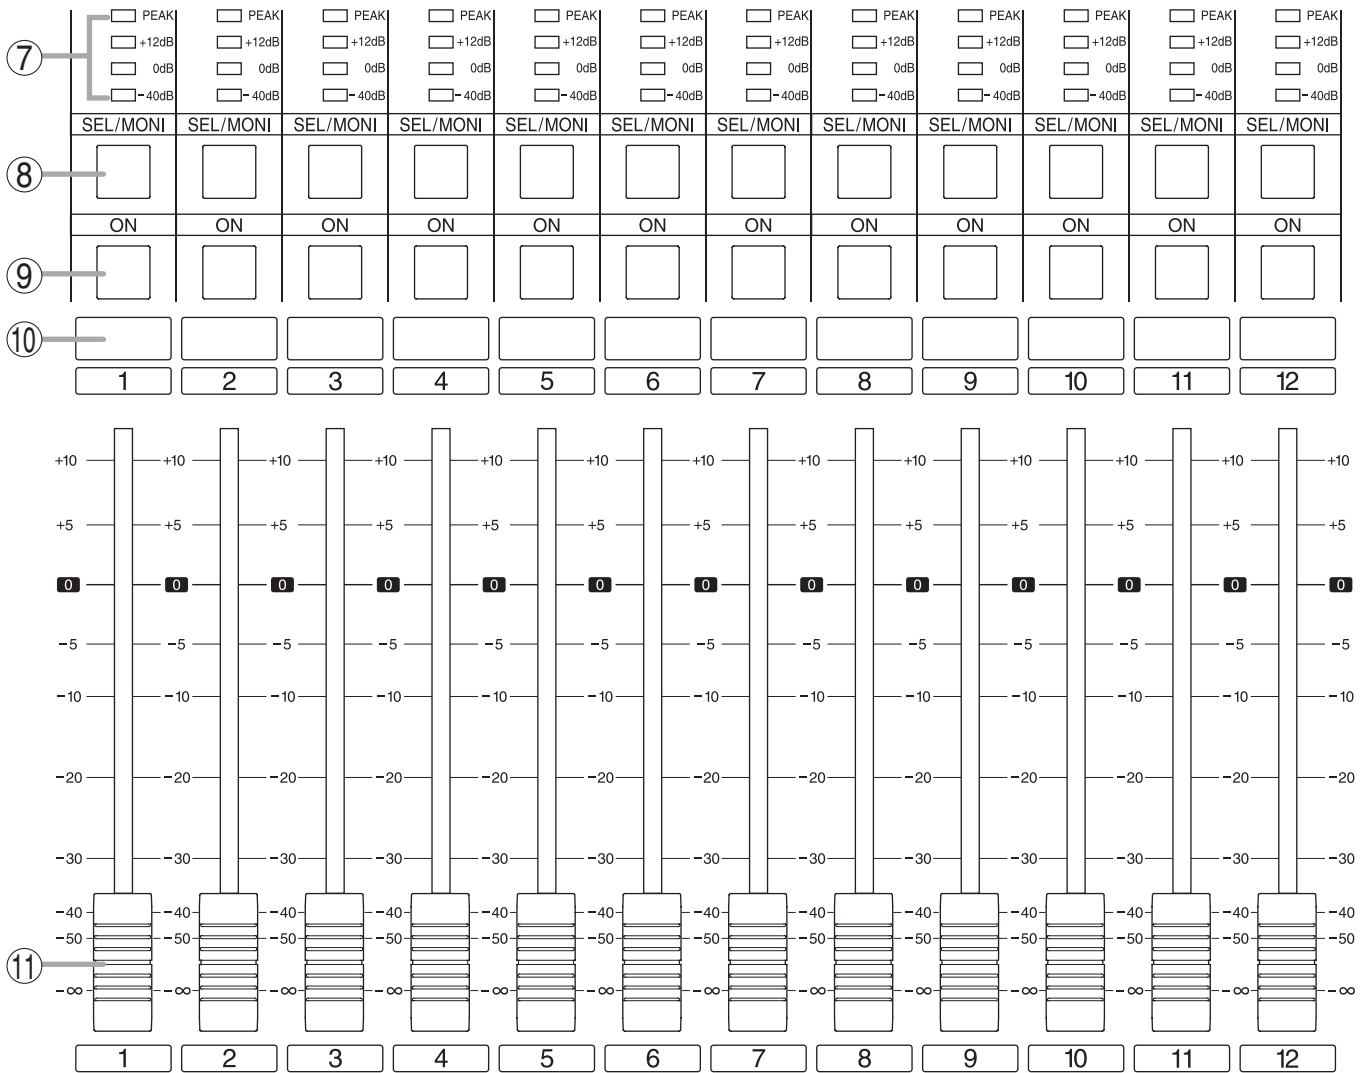 PEAK PEAK PEAK PEAK PEAK PEAK PEAK PEAK PEAK PEAK PEAK PEAK
⑦ +12dB +12dB +12dB +12dB +12dB +12dB +12dB +12dB +12dB +12dB +12dB +12dB
0dB 0dB 0dB 0dB 0dB 0dB 0dB 0dB 0dB 0dB 0dB 0dB
−40dB −40dB −40dB −40dB −40dB −40dB −40dB −40dB −40dB −40dB −40dB −40dB
SEL/MONI SEL/MONI SEL/MONI SEL/MONI SEL/MONI SEL/MONI SEL/MONI SEL/MONI SEL/MONI SEL/MONI SEL/MONI SEL/MONI
⑧
ON ON ON ON ON ON ON ON ON ON ON ON
⑨
⑩
1 2 3 4 5 6 7 8 9 10 11 12
+10 +10 +10 +10 +10 +10 +10 +10 +10 +10 +10 +10 +10
+5 +5 +5 +5 +5 +5 +5 +5 +5 +5 +5 +5 +5
0 0 0 0 0 0 0 0 0 0 0 0 0
−5 −5 −5 −5 −5 −5 −5 −5 −5 −5 −5 −5 −5
−10 −10 −10 −10 −10 −10 −10 −10 −10 −10 −10 −10 −10
−20 −20 −20 −20 −20 −20 −20 −20 −20 −20 −20 −20 −20
−30 −30 −30 −30 −30 −30 −30 −30 −30 −30 −30 −30 −30
−40 −40 −40 −40 −40 −40 −40 −40 −40 −40 −40 −40 −40
−50 −50 −50 −50 −50 −50 −50 −50 −50 −50 −50 −50 −50
⑪
−∞ −∞ −∞ −∞ −∞ −∞ −∞ −∞ −∞ −∞ −∞ −∞ −∞
1 2 3 4 5 6 7 8 9 10 11 12